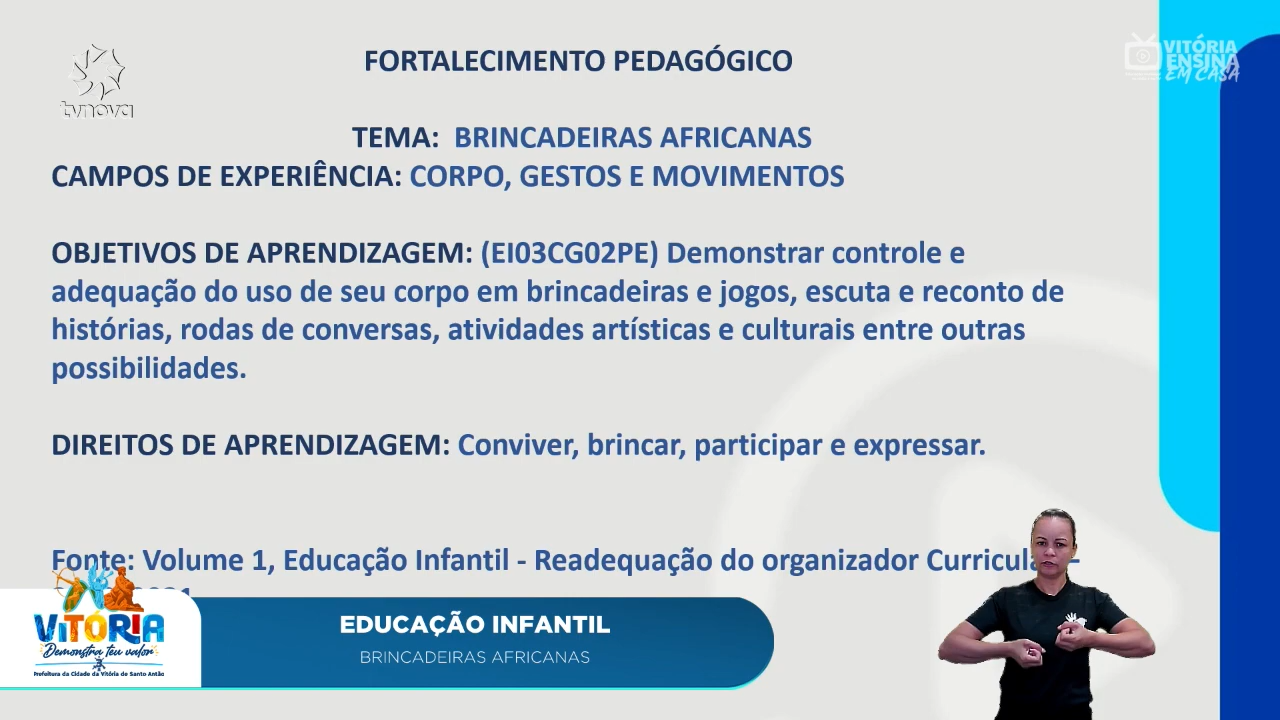 FORTALECIMENTO PEDAGÓGICO
tvnova
VITÓRIA
ENSINA
EM CASA
TEMA: BRINCADEIRAS AFRICANAS
CAMPOS DE EXPERIÊNCIA: CORPO, GESTOS E MOVIMENTOS
OBJETIVOS DE APRENDIZAGEM: (EI03CG02PE) Demonstrar controle e
adequação do uso de seu corpo em brincadeiras e jogos, escuta e reconto de
histórias, rodas de conversas, atividades artísticas e culturais entre outras
possibilidades.
DIREITOS DE APRENDIZAGEM: Conviver, brincar, participar e expressar.
Fonte: Volume 1, Educação Infantil - Readequação do organizador Curricular -
EDUCAÇÃO INFANTIL
BRINCADEIRAS AFRICANAS
VITÓRIA
Demonstra teu valor
Prefeitura da Cidade da Vitória de Santo Antão